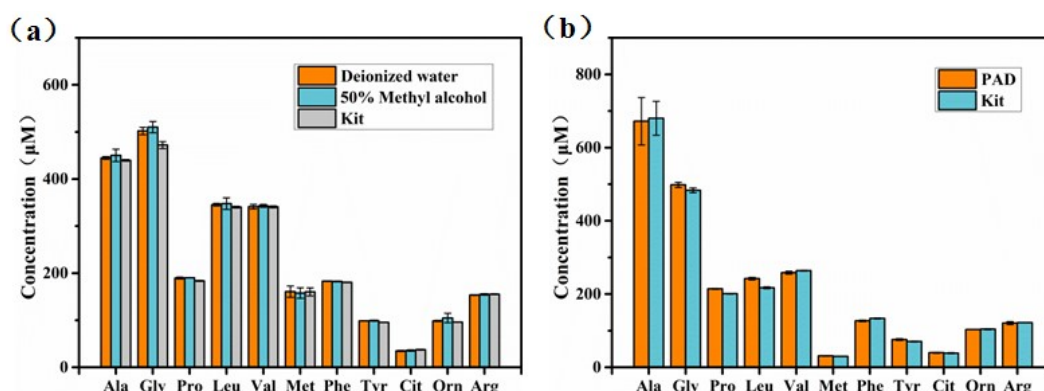 (a)
Concentration（μM）
600
400
200
0
Deionized water
50% Methyl alcohol
Kit
Ala Gly Pro Leu Val Met Phe Tyr Cit Orn Arg
(b)
Concentration（μM）
800
600
400
200
0
PAD
Kit
Ala Gly Pro Leu Val Met Phe Tyr Cit Orn Arg